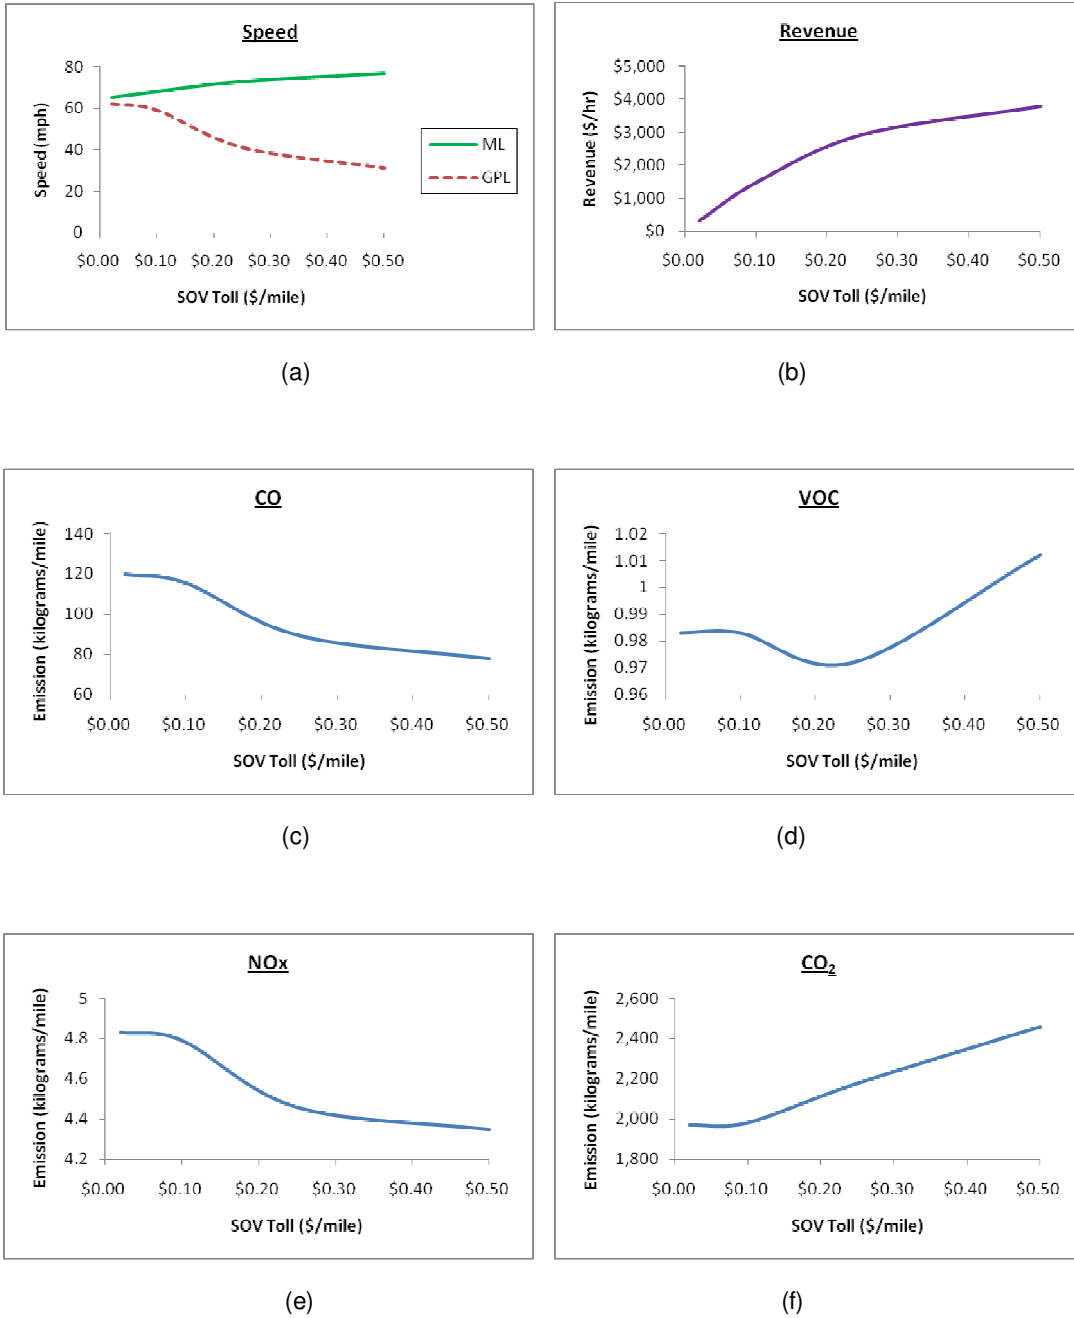 Speed
80
60
40
20
0
Speed (mph)
$0.00 $0.10 $0.20 $0.30 $0.40 $0.50
SOV Toll ($/mile)
ML
GPL
(a)
Revenue
$5,000
$4,000
$3,000
$2,000
$1,000
$0
Revenue ($/hr)
$0.00 $0.10 $0.20 $0.30 $0.40 $0.50
SOV Toll ($/mile)
(b)
CO
140
120
100
80
60
Emission (kilograms/mile)
$0.00 $0.10 $0.20 $0.30 $0.40 $0.50
SOV Toll ($/mile)
(c)
VOC
1.02
1.01
1
0.99
0.98
0.97
0.96
Emission (kilograms/mile)
$0.00 $0.10 $0.20 $0.30 $0.40 $0.50
SOV Toll ($/mile)
(d)
NOx
5
4.8
4.6
4.4
4.2
Emission (kilograms/mile)
$0.00 $0.10 $0.20 $0.30 $0.40 $0.50
SOV Toll ($/mile)
(e)
CO₂
2,600
2,400
2,200
2,000
1,800
Emission (kilograms/mile)
$0.00 $0.10 $0.20 $0.30 $0.40 $0.50
SOV Toll ($/mile)
(f)